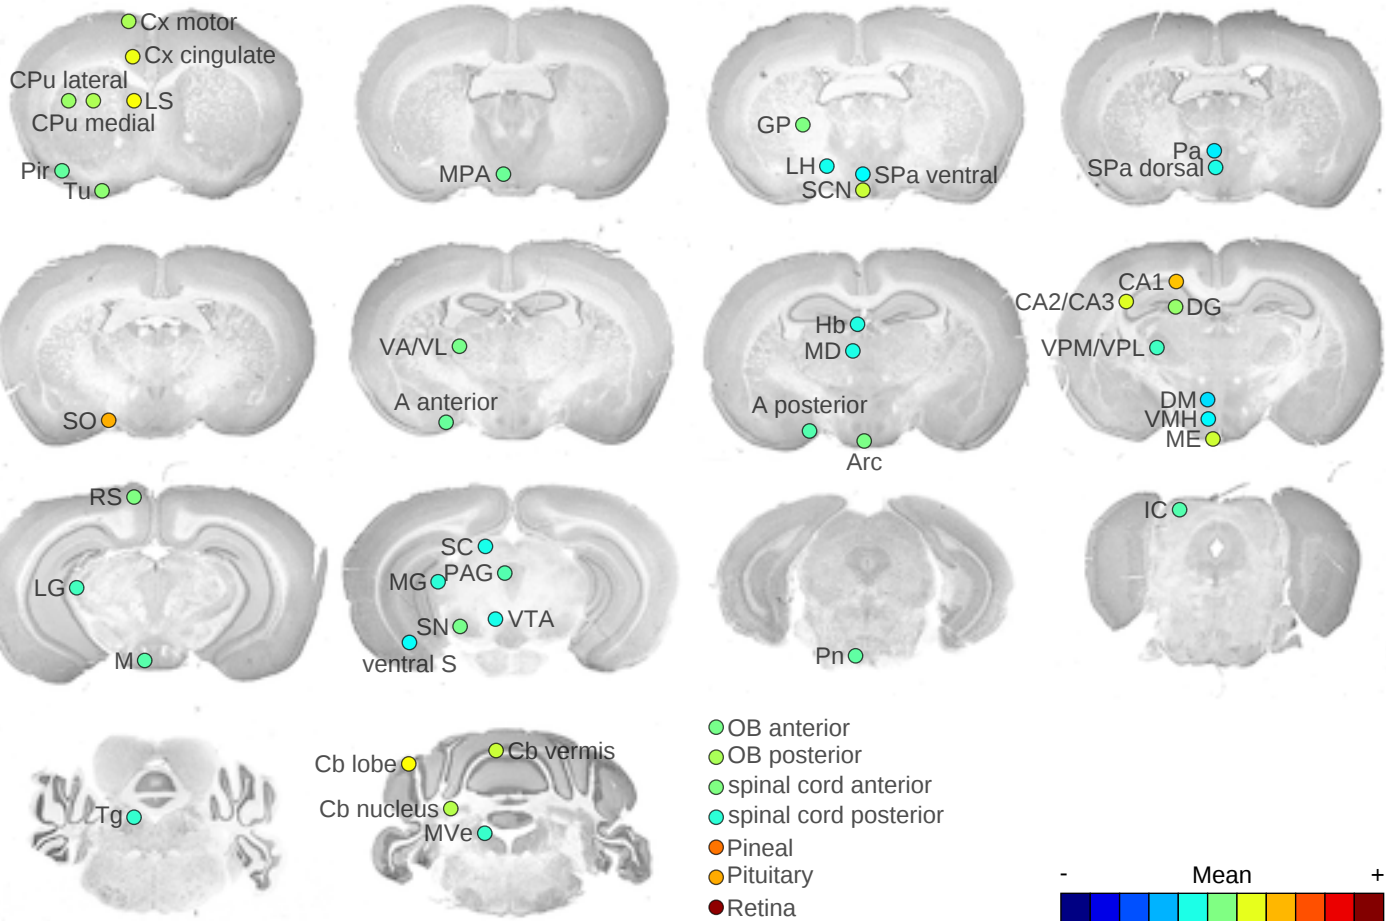 Cx motor
Cx cingulate
CPu lateral
LS
CPu medial
Pir
Tu
MPA
GP
LH
SPa ventral
SCN
Pa
SPa dorsal
SO
VA/VL
A anterior
Hb
MD
A posterior
Arc
CA1
CA2/CA3
DG
VPM/VPL
DM
VMH
ME
RS
LG
M
SC
PAG
MG
VTA
SN
ventral S
Pn
IC
Tg
Cb lobe
Cb vermis
Cb nucleus
MVe
OB anterior
OB posterior
spinal cord anterior
spinal cord posterior
Pineal
Pituitary
Retina
- Mean +